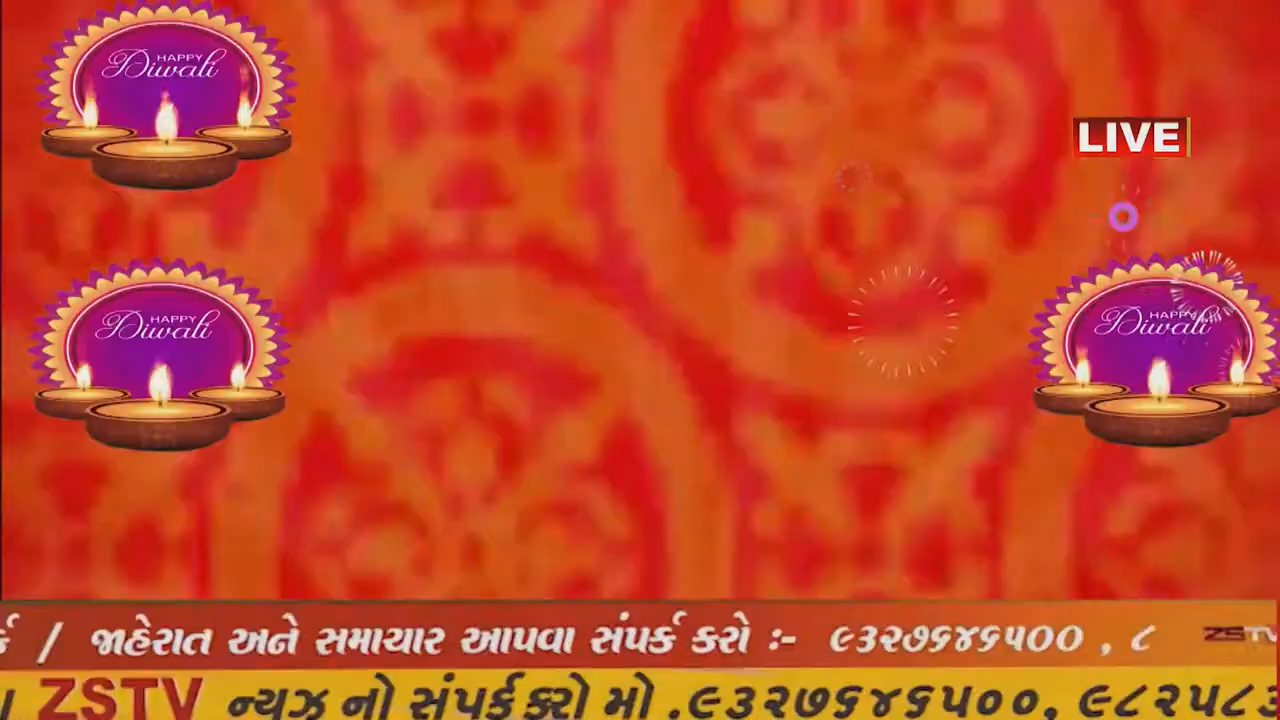 HAPPY
Diwali
LIVE
HAPPY
Diwali
HAPPY
Diwali
/ જાહેરાત અને સમાચાર આપવા સંપર્ક કરો :- ૯૩૨૭૬૪૬૫૦૦ , ૮
ZSTV
ZSTV ન્યુઝ નો સંપર્ક કરો મો .૯૩૨૭૬૪૬૫૦૦, ૯૮૨૫૮૩